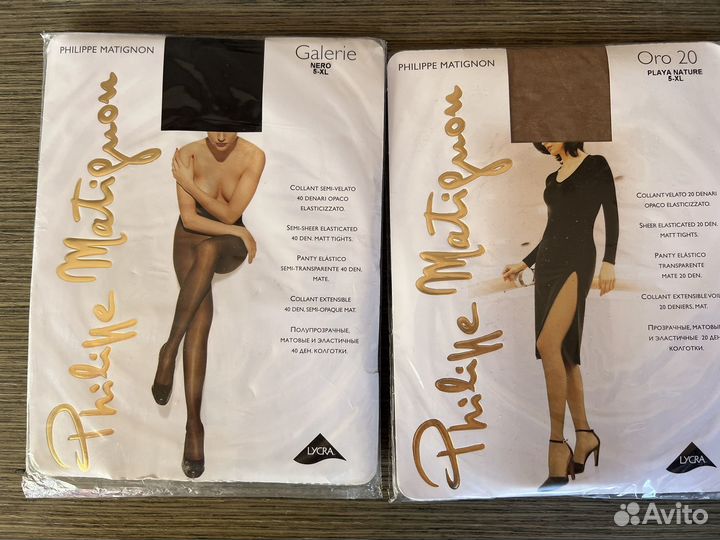 PHILIPPE MATIGNON
Galerie
NERO
5-XL
Philippe Matignon
COLLANT SEMI-VELATO
40 DENARI OPACO
ELASTICIZZATO.
SEMI-SHEER ELASTICATED
40 DEN. MATT TIGHTS.
PANTY ELÁSTICO
SEMI-TRANSPARENTE 40 DEN.
MATE.
COLLANT EXTENSIBLE
40 DEN, SEMI-OPAQUE MAT.
ПОЛУПРОЗРАЧНЫЕ,
МАТОВЫЕ И ЭЛАСТИЧНЫЕ
40 ДЕН. КОЛГОТКИ.
LYCRA
PHILIPPE MATIGNON
Oro 20
PLAYA NATURE
5-XL
Philippe Matignon
COLLANT VELATO 20 DENARI
OPACO ELASTICIZZATO.
SHEER ELASTICATED 20 DEN.
MATT TIGHTS.
PANTY ELÁSTICO
TRANSPARENTE
MATE 20 DEN.
COLLANT EXTENSIBLE VOI
20 DENIERS, MAT.
ПРОЗРАЧНЫЕ, МАТОВЫ
И ЭЛАСТИЧНЫЕ 20 ДЕ
КОЛГОТКИ.
LYCRA
Avito